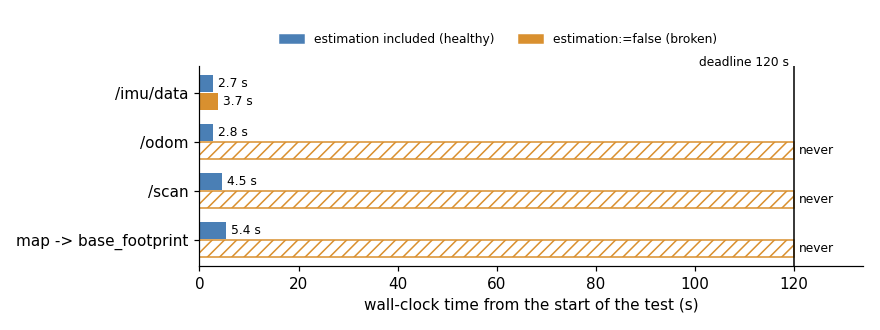 estimation included (healthy) estimation:=false (broken)
deadline 120 s
/imu/data 2.7 s
3.7 s
/odom 2.8 s
never
/scan 4.5 s
never
map -> base_footprint 5.4 s
never
0 20 40 60 80 100 120
wall-clock time from the start of the test (s)